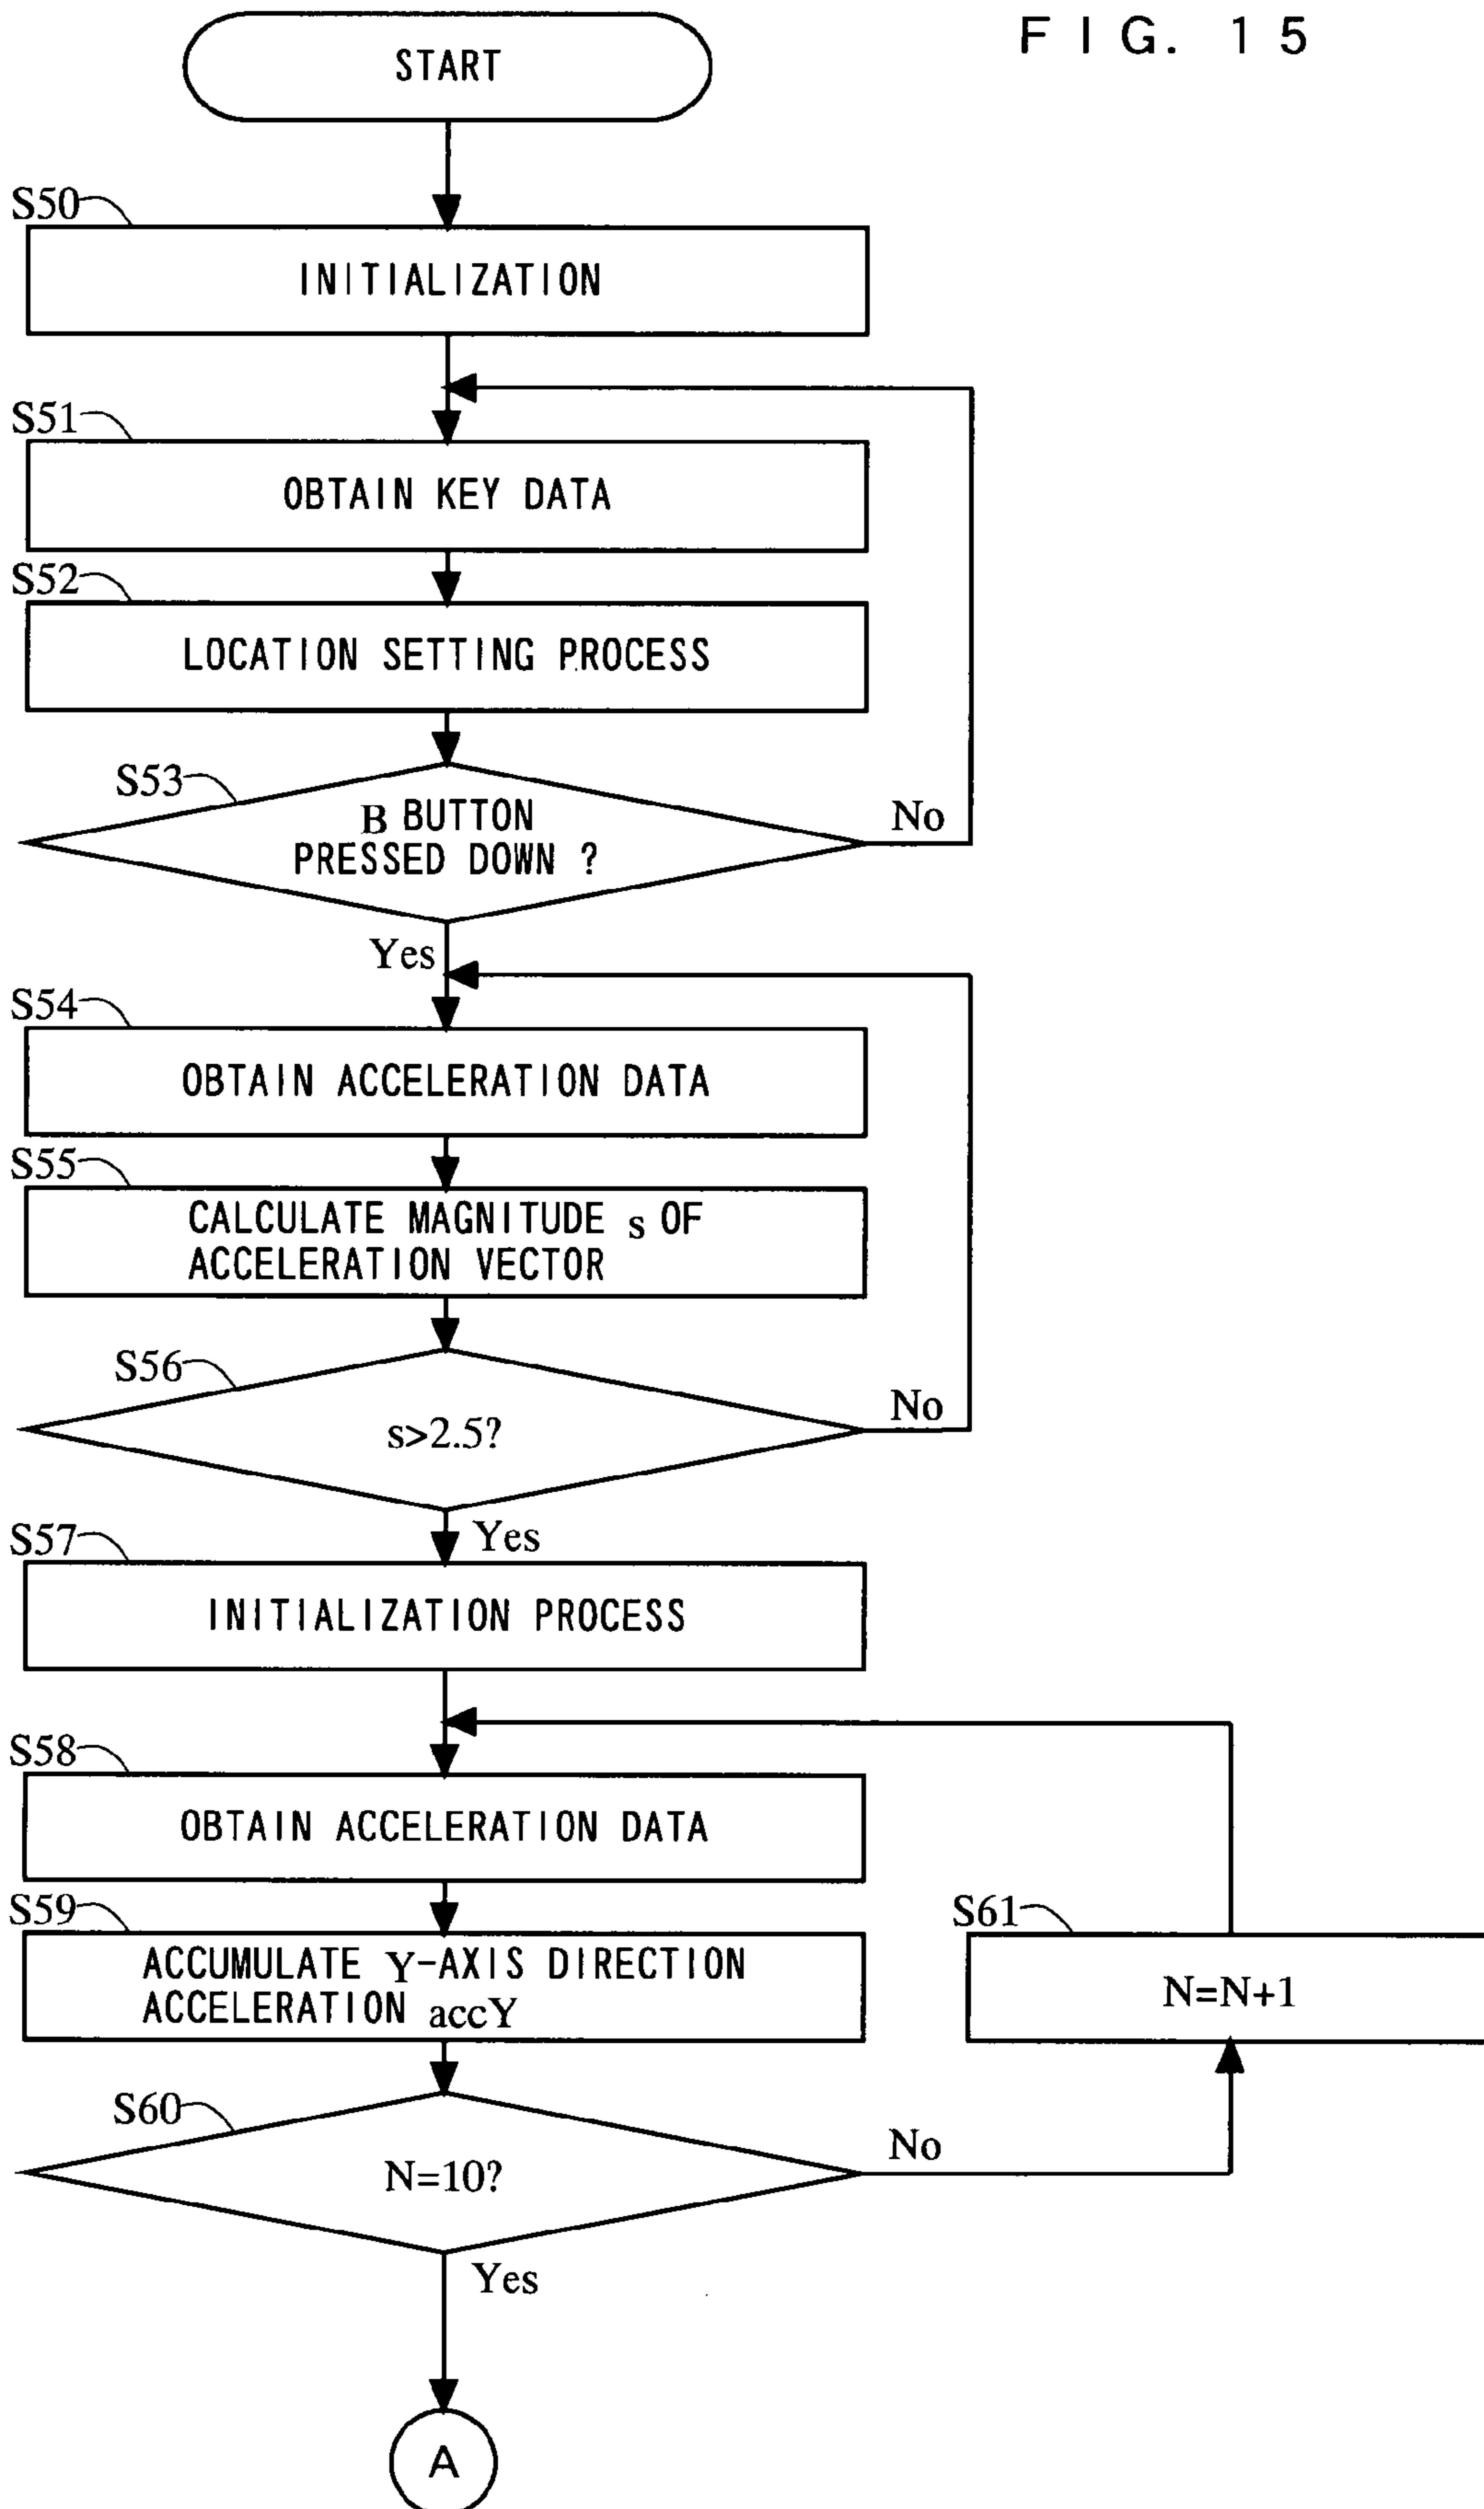 FIG. 15
START
S50
INITIALIZATION
S51
OBTAIN KEY DATA
S52
LOCATION SETTING PROCESS
S53
B BUTTON
PRESSED DOWN ?
No
Yes
S54
OBTAIN ACCELERATION DATA
S55
CALCULATE MAGNITUDE s OF
ACCELERATION VECTOR
S56
s>2.5?
No
Yes
S57
INITIALIZATION PROCESS
S58
OBTAIN ACCELERATION DATA
S59
ACCUMULATE Y-AXIS DIRECTION
ACCELERATION accY
S61
N=N+1
S60
N=10?
No
Yes
A